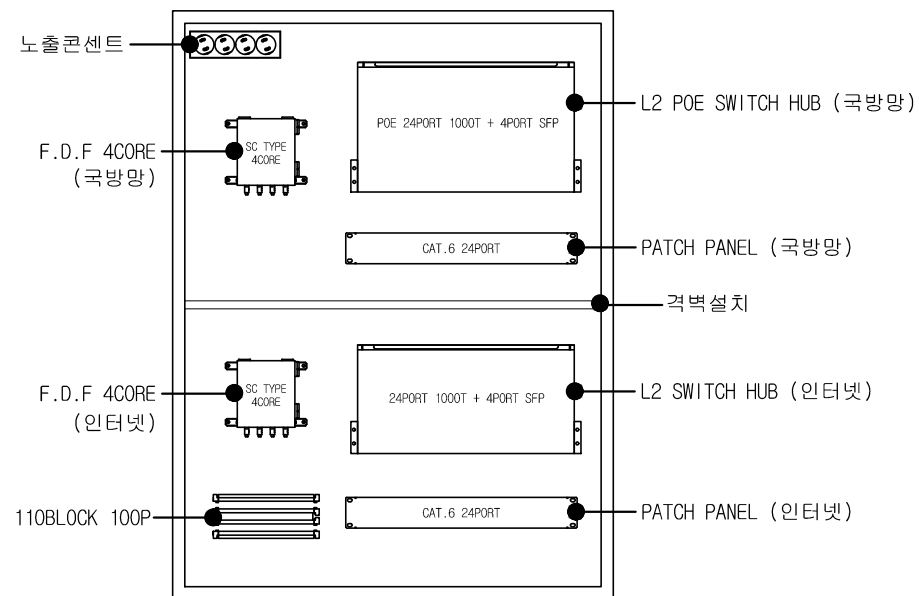 노출콘센트
L2 POE SWITCH HUB (국방망)
POE 24PORT 1000T + 4PORT SFP
F.D.F 4CORE
(국방망)
SC TYPE
4CORE
CAT.6 24PORT
PATCH PANEL (국방망)
격벽설치
F.D.F 4CORE
(인터넷)
SC TYPE
4CORE
24PORT 1000T + 4PORT SFP
L2 SWITCH HUB (인터넷)
110BLOCK 100P
CAT.6 24PORT
PATCH PANEL (인터넷)